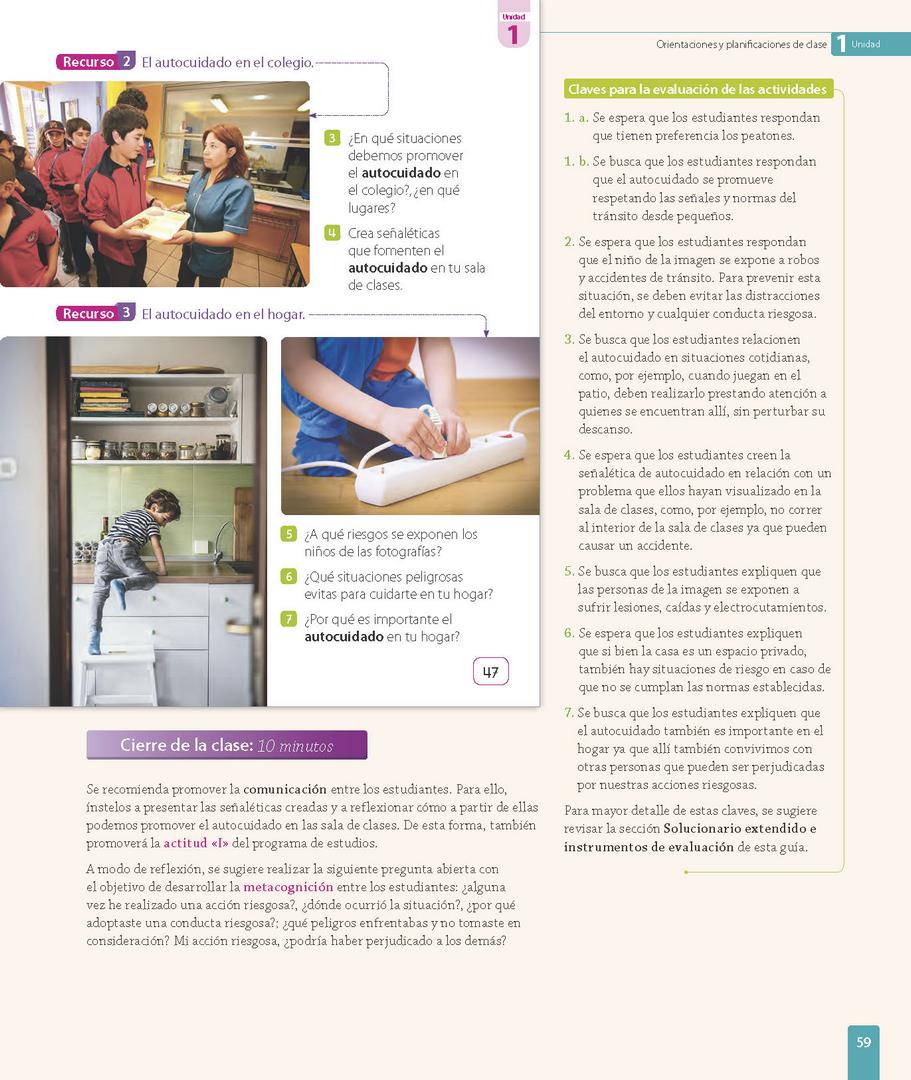 Unidad
1
Orientaciones y planificaciones de clase 1 Unidad
Recurso 2 El autocuidado en el colegio.
3 ¿En qué situaciones
debemos promover
el autocuidado en
el colegio?, ¿en qué
lugares?
4 Crea señaléticas
que fomenten el
autocuidado en tu sala
de clases.
Recurso 3 El autocuidado en el hogar.
5 ¿A qué riesgos se exponen los
niños de las fotografías?
6 ¿Qué situaciones peligrosas
evitas para cuidarte en tu hogar?
7 ¿Por qué es importante el
autocuidado en tu hogar?
47
Cierre de la clase: 10 minutos
Se recomienda promover la comunicación entre los estudiantes. Para ello,
ínstelos a presentar las señaléticas creadas y a reflexionar cómo a partir de ellas
podemos promover el autocuidado en las sala de clases. De esta forma, también
promoverá la actitud «I» del programa de estudios.
A modo de reflexión, se sugiere realizar la siguiente pregunta abierta con
el objetivo de desarrollar la metacognición entre los estudiantes: ¿alguna
vez he realizado una acción riesgosa?, ¿dónde ocurrió la situación?, ¿por qué
adoptaste una conducta riesgosa?; ¿qué peligros enfrentabas y no tomaste en
consideración? Mi acción riesgosa, ¿podría haber perjudicado a los demás?
Claves para la evaluación de las actividades
1. a. Se espera que los estudiantes respondan
que tienen preferencia los peatones.
1. b. Se busca que los estudiantes respondan
que el autocuidado se promueve
respetando las señales y normas del
tránsito desde pequeños.
2. Se espera que los estudiantes respondan
que el niño de la imagen se expone a robos
y accidentes de tránsito. Para prevenir esta
situación, se deben evitar las distracciones
del entorno y cualquier conducta riesgosa.
3. Se busca que los estudiantes relacionen
el autocuidado en situaciones cotidianas,
como, por ejemplo, cuando juegan en el
patio, deben realizarlo prestando atención a
quienes se encuentran allí, sin perturbar su
descanso.
4. Se espera que los estudiantes creen la
señalética de autocuidado en relación con un
problema que ellos hayan visualizado en la
sala de clases, como, por ejemplo, no correr
al interior de la sala de clases ya que pueden
causar un accidente.
5. Se busca que los estudiantes expliquen que
las personas de la imagen se exponen a
sufrir lesiones, caídas y electrocutamientos.
6. Se espera que los estudiantes expliquen
que si bien la casa es un espacio privado,
también hay situaciones de riesgo en caso de
que no se cumplan las normas establecidas.
7. Se busca que los estudiantes expliquen que
el autocuidado también es importante en el
hogar ya que allí también convivimos con
otras personas que pueden ser perjudicadas
por nuestras acciones riesgosas.
Para mayor detalle de estas claves, se sugiere
revisar la sección Solucionario extendido e
instrumentos de evaluación de esta guía.
59